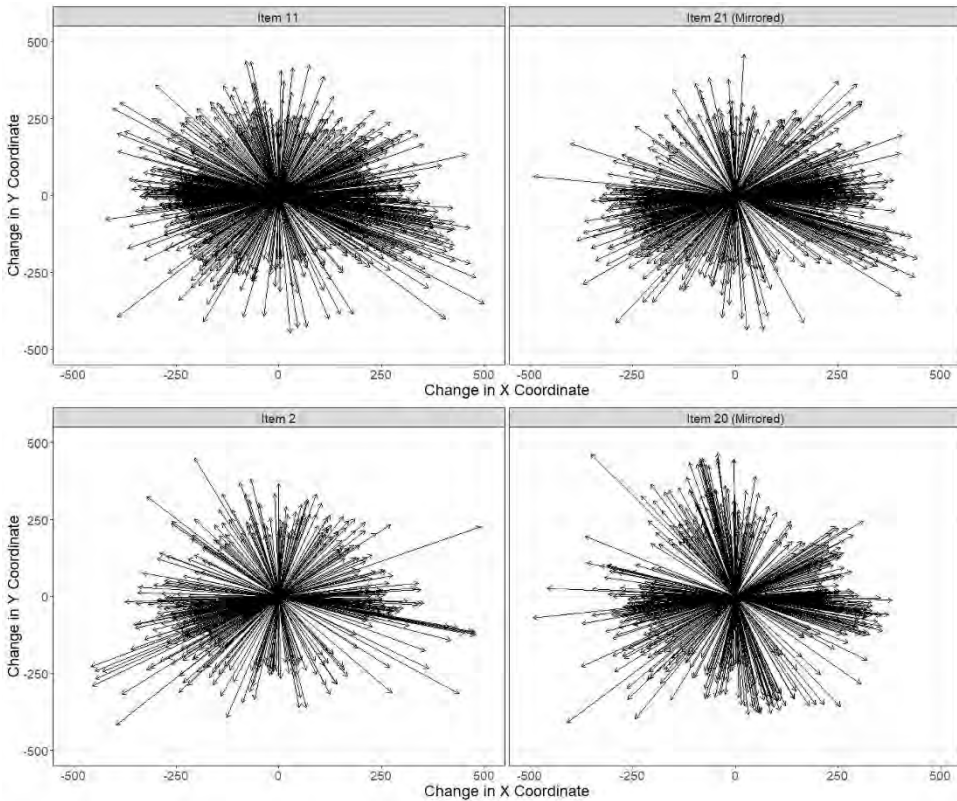 Item 11
Item 21 (Mirrored)
500
250
0
-250
-500
Change in Y Coordinate
-500 -250 0 250 500 -500 -250 0 250 500
Change in X Coordinate
Item 2
Item 20 (Mirrored)
500
250
0
-250
-500
Change in Y Coordinate
-500 -250 0 250 500 -500 -250 0 250 500
Change in X Coordinate